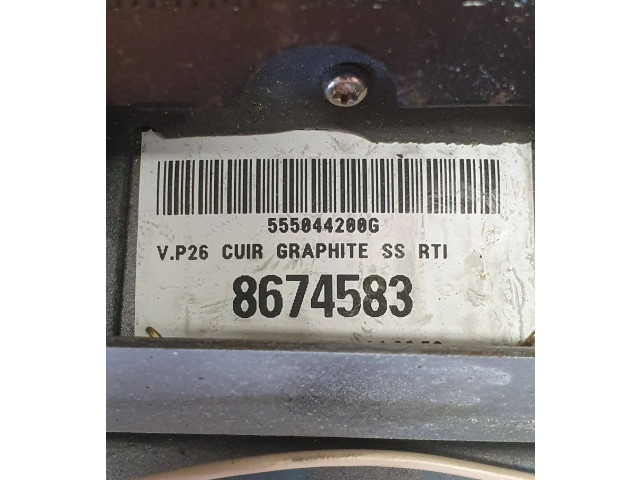 555044200G
V.P26 CUIR GRAPHITE SS RTI
8674583